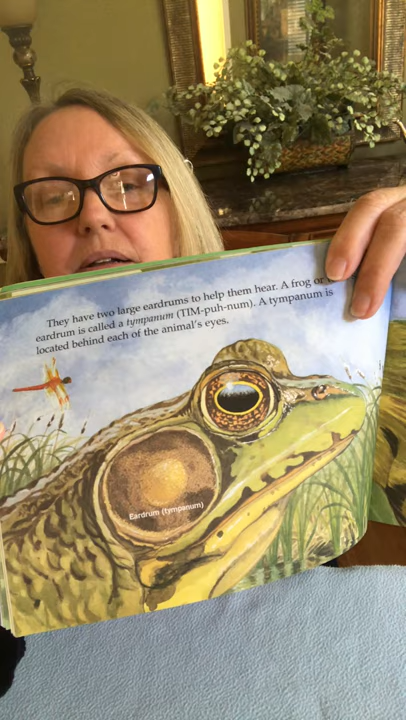 They have two large eardrums to help them hear. A frog or
eardrum is called a tympanum (TIM-puh-num). A tympanum is
located behind each of the animal's eyes.
Eardrum (tympanum)